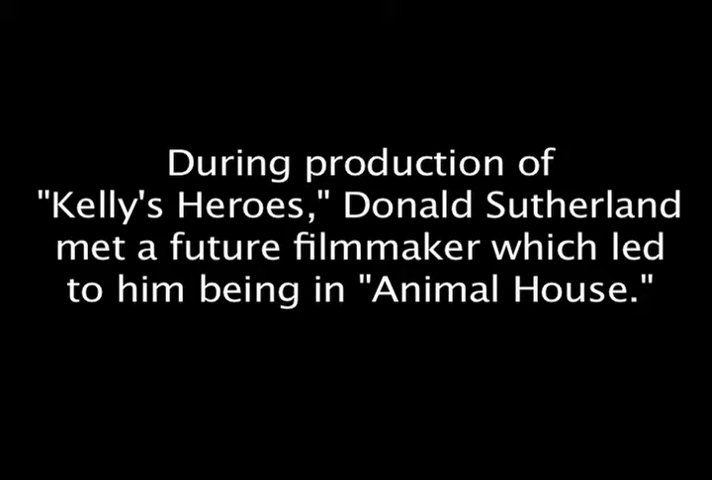 During production of
"Kelly's Heroes," Donald Sutherland
met a future filmmaker which led
to him being in "Animal House."